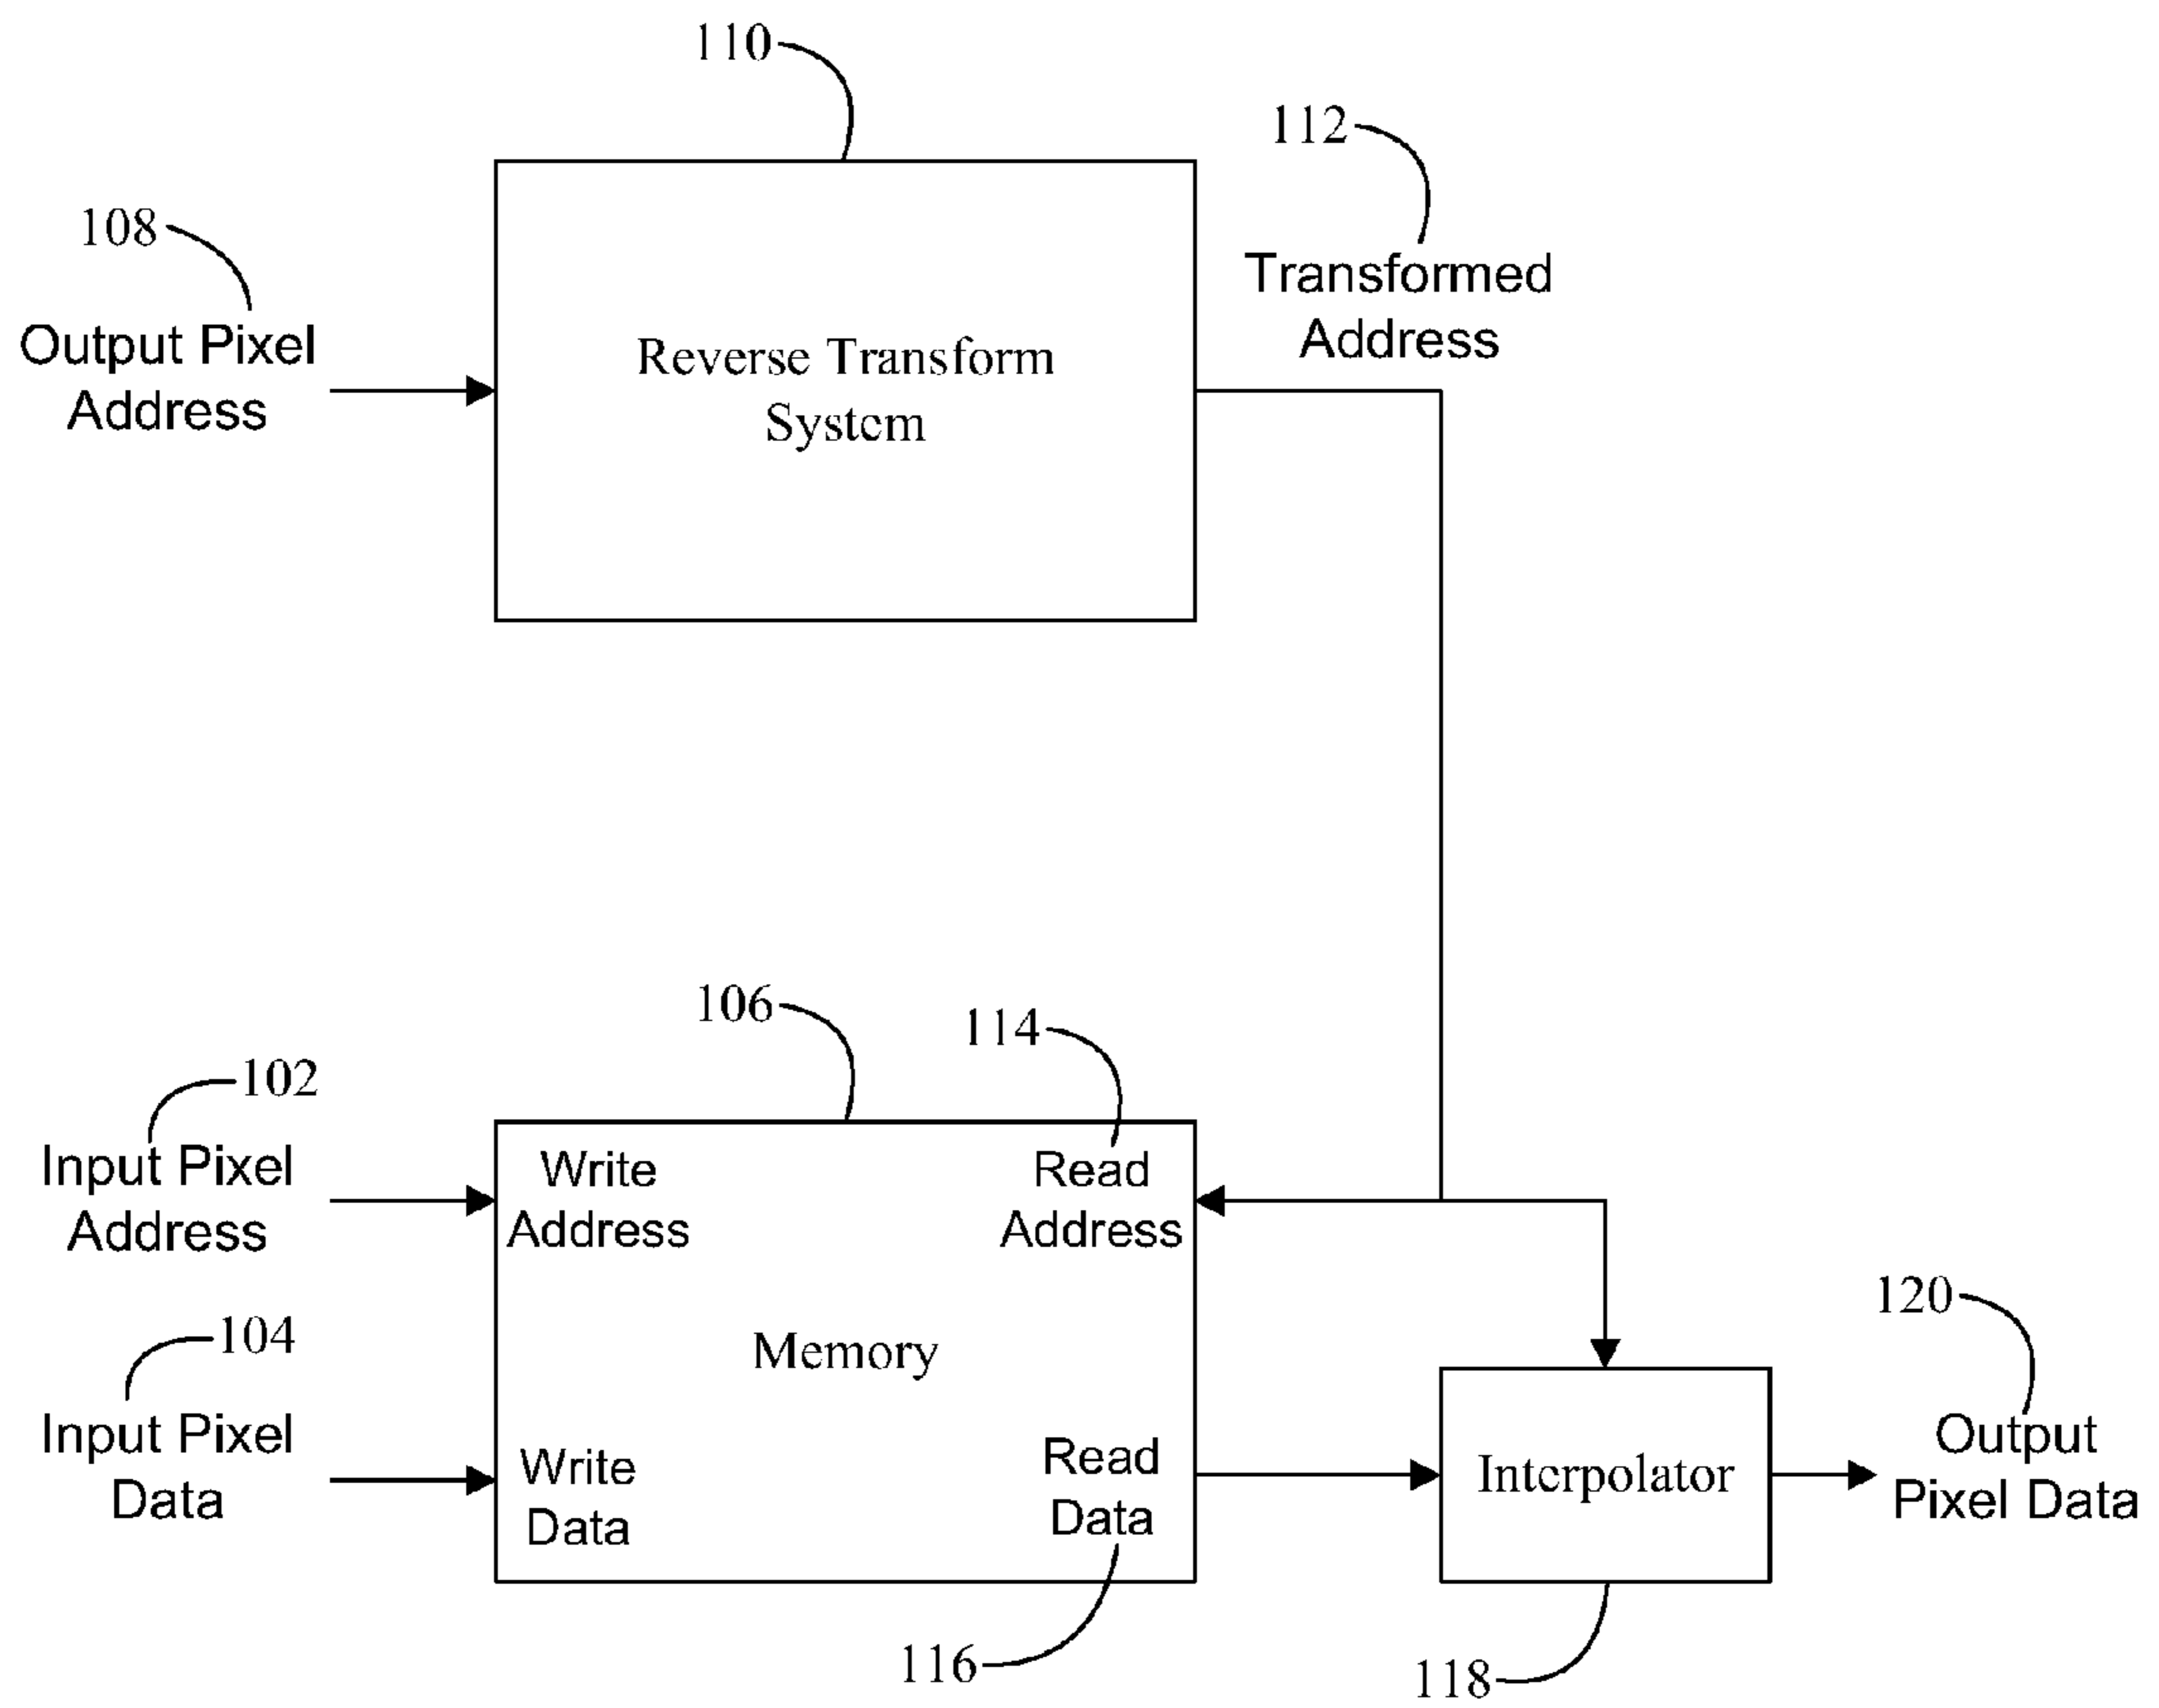 110
112
108
Transformed
Address
Output Pixel
Address
Reverse Transform
System
106
114
102
Input Pixel
Address
Write
Address
Read
Address
104
120
Memory
Input Pixel
Data
Write
Data
Read
Data
Interpolator
Output
Pixel Data
116
118